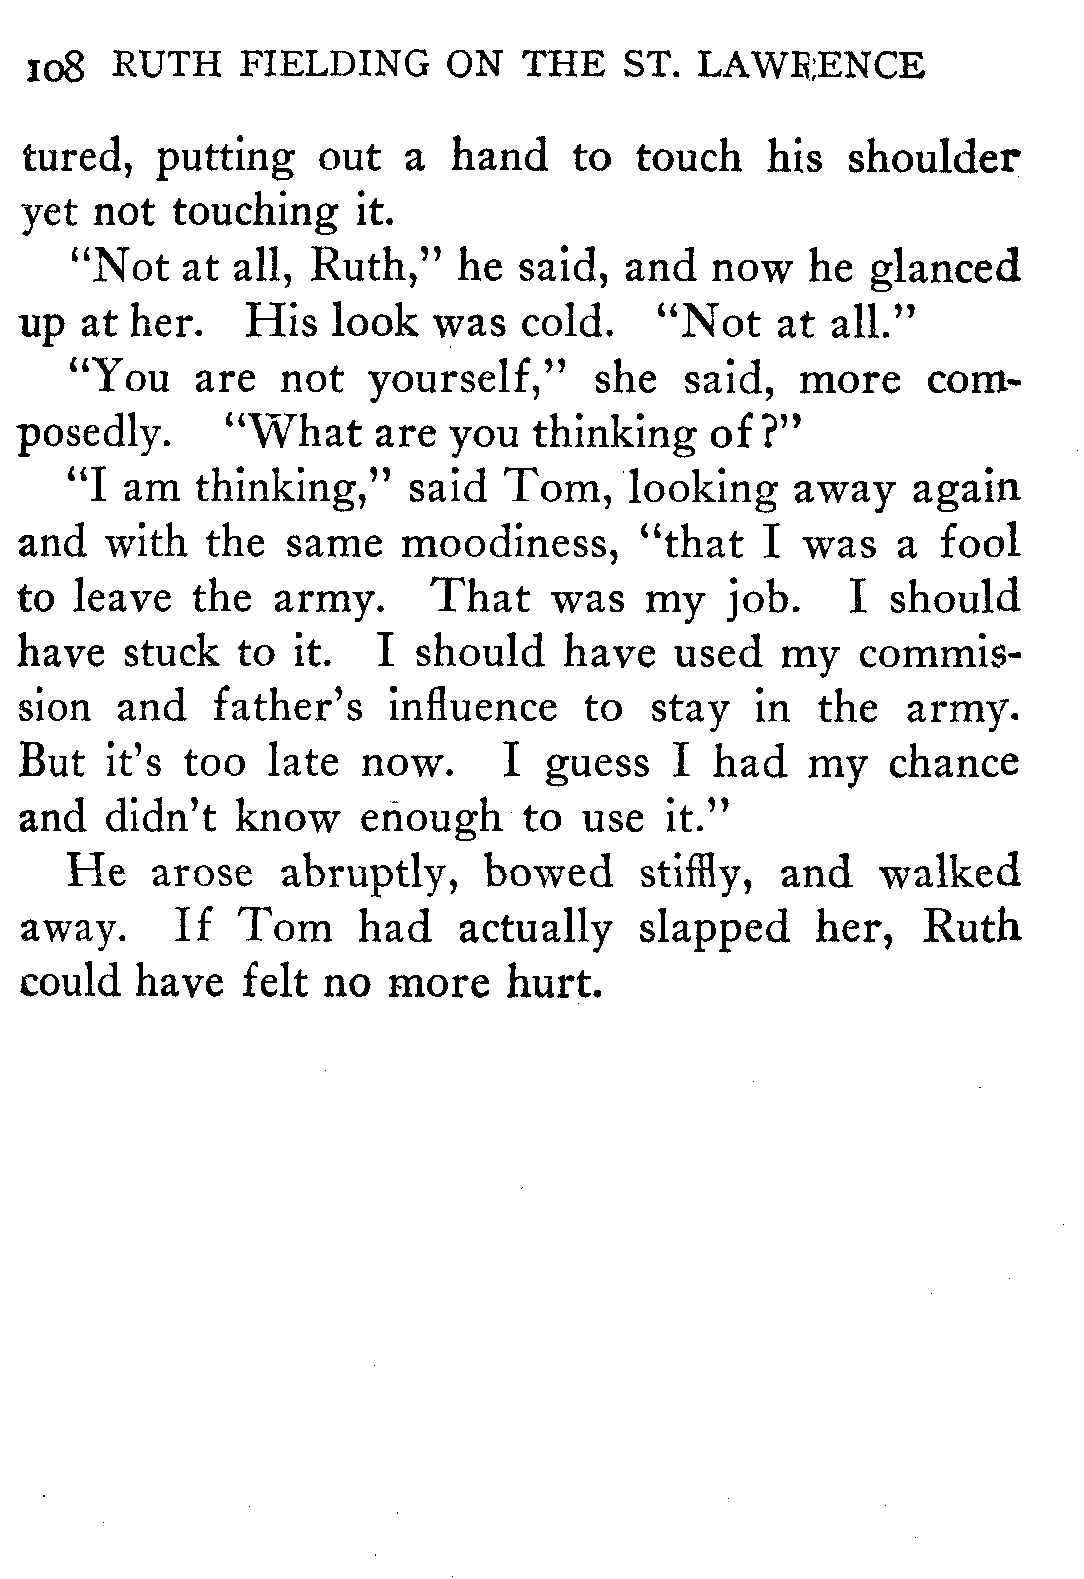 108 RUTH FIELDING ON THE ST. LAWRENCE
tured, putting out a hand to touch his shoulder
yet not touching it.
“Not at all, Ruth,” he said, and now he glanced
up at her. His look was cold. “Not at all.”
“You are not yourself,” she said, more com-
posedly. “What are you thinking of?”
“I am thinking,” said Tom, looking away again
and with the same moodiness, “that I was a fool
to leave the army. That was my job. I should
have stuck to it. I should have used my commis-
sion and father’s influence to stay in the army.
But it’s too late now. I guess I had my chance
and didn’t know enough to use it.”
He arose abruptly, bowed stiffly, and walked
away. If Tom had actually slapped her, Ruth
could have felt no more hurt.